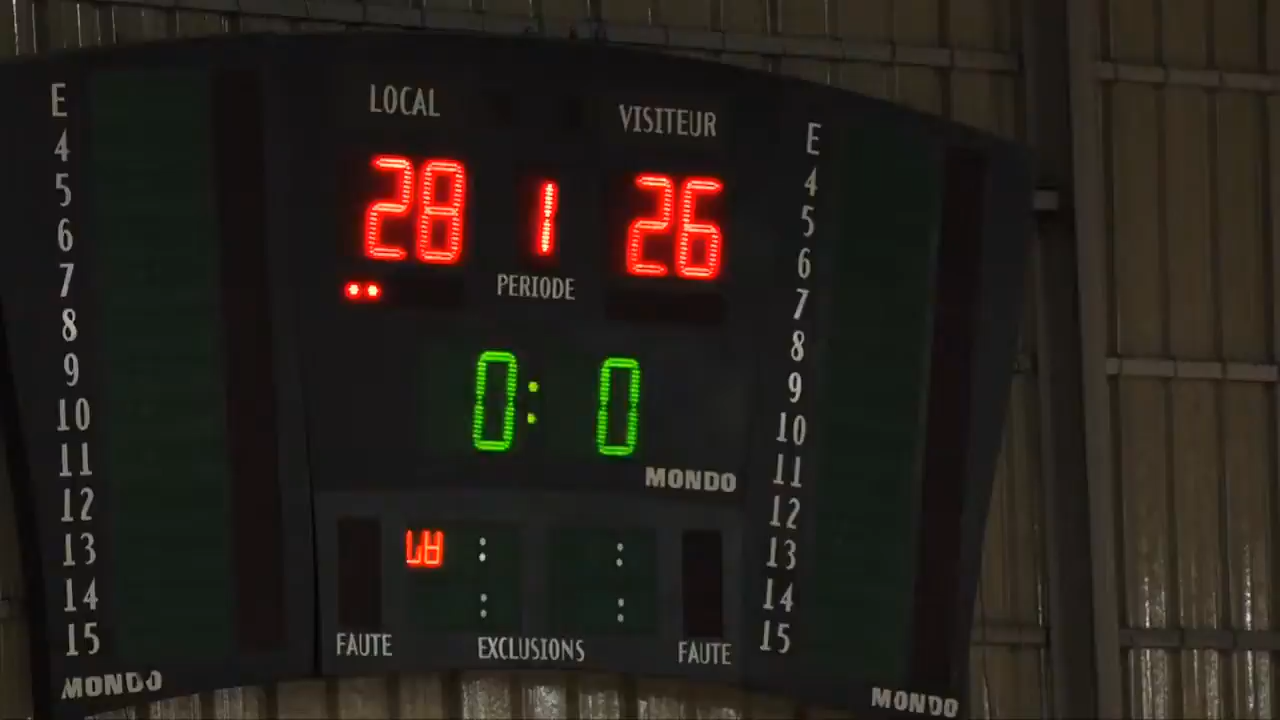 E
4
5
6
7
8
9
10
11
12
13
14
15
MONDO
LOCAL
VISITEUR
28 1 26
PERIODE
0: 0
MONDO
: :
: :
FAUTE EXCLUSIONS FAUTE
E
4
5
6
7
8
9
10
11
12
13
14
15
MONDO